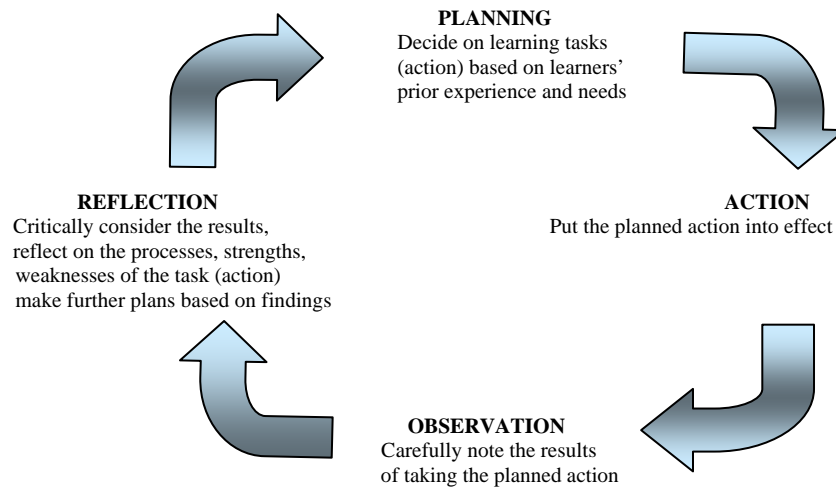 PLANNING
Decide on learning tasks
(action) based on learners’
prior experience and needs
ACTION
Put the planned action into effect
OBSERVATION
Carefully note the results
of taking the planned action
REFLECTION
Critically consider the results,
reflect on the processes, strengths,
weaknesses of the task (action)
make further plans based on findings